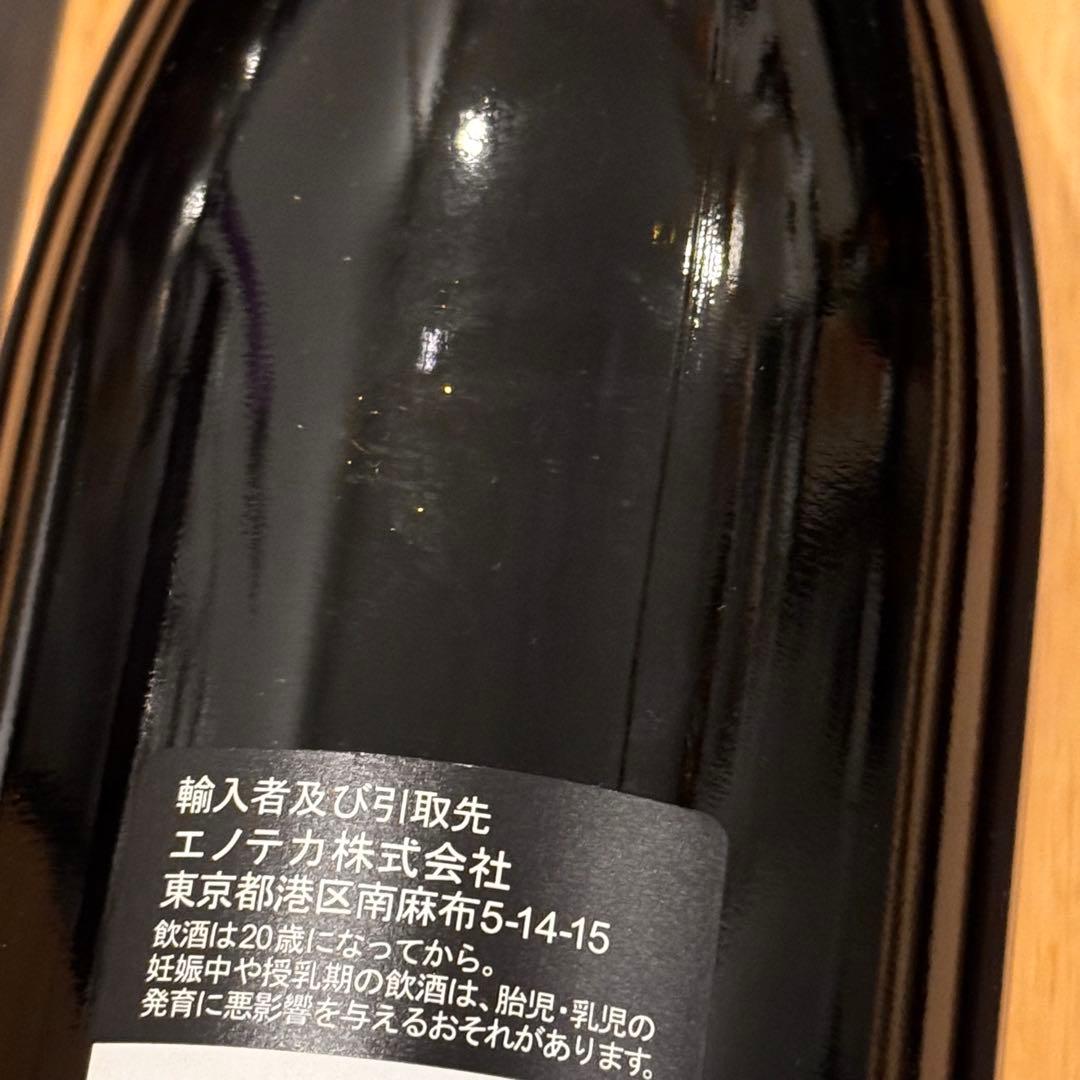 輸入者及び引取先
エノテカ株式会社
東京都港区南麻布5-14-15
飲酒は20歳になってから。
妊娠中や授乳期の飲酒は、胎児・乳児の
発育に悪影響を与えるおそれがあります。